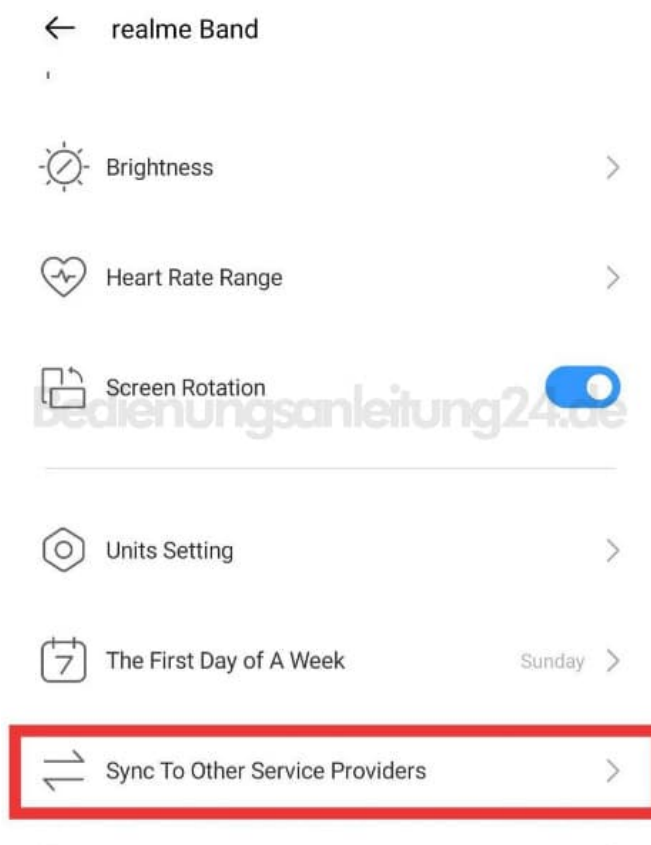 realme Band
Brightness
Heart Rate Range
Screen Rotation
Bedienungsanleitung24.de
Units Setting
7 The First Day of A Week Sunday
Sync To Other Service Providers